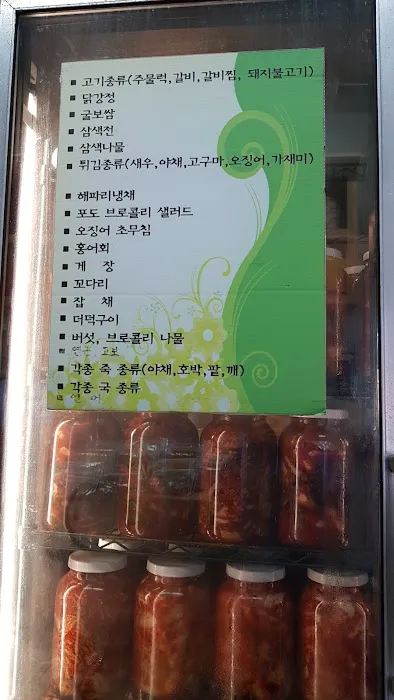 ▪ 고기종류(주물럭,갈비,갈비찜, 돼지불고기)
▪ 닭강정
▪ 굴보쌈
▪ 삼색전
▪ 삼색나물
▪ 튀김종류(새우,야채,고구마,오징어,가재미)
▪ 해파리냉채
▪ 포도 브로콜리 샐러드
▪ 오징어 초무침
▪ 홍어회
▪ 게 장
▪ 꼬다리
▪ 잡 채
▪ 더덕구이
▪ 버섯, 브로콜리 나물
▪ 각종 죽 종류(야채,호박,팥,깨)
▪ 각종 국 종류